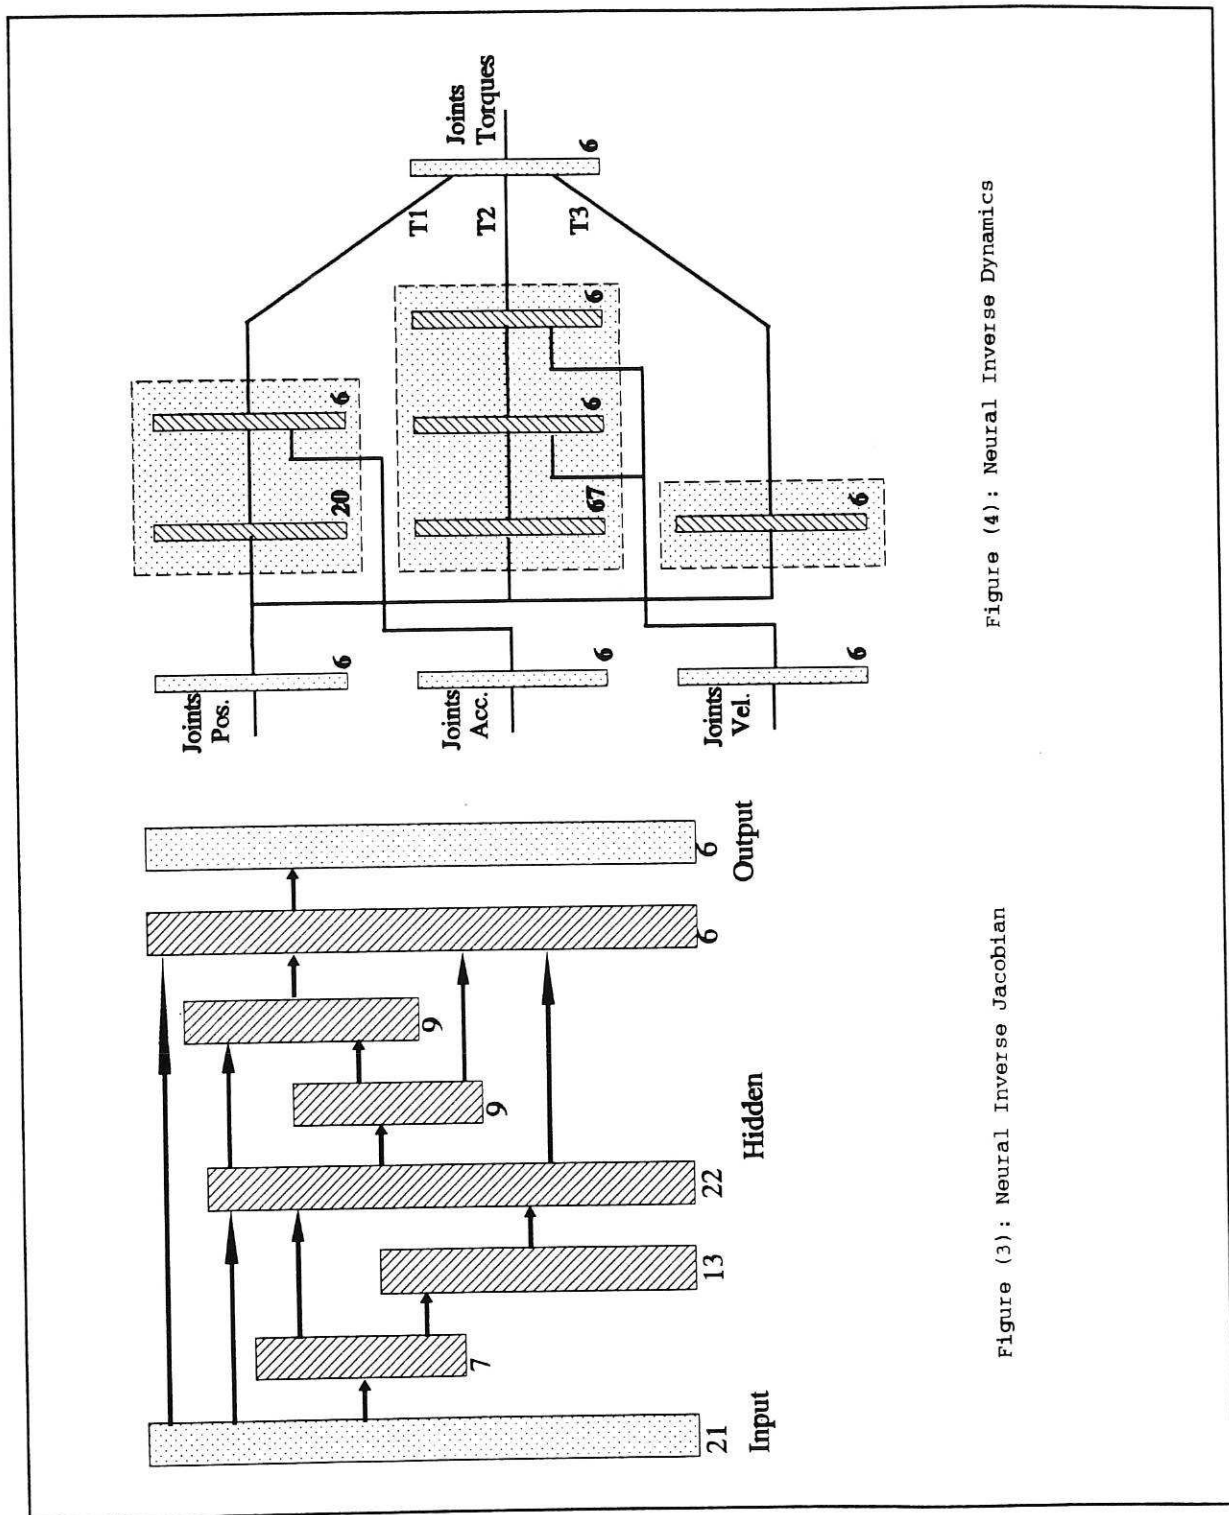 21
Input
7
13
22
Hidden
9
9
6
6
Output
Figure (3): Neural Inverse Jacobian
Joints
Pos.
6
20
6
Joints
Acc.
6
67
6
6
Joints
Vel.
6
6
T1
T2
T3
Joints
Torques
6
Figure (4): Neural Inverse Dynamics